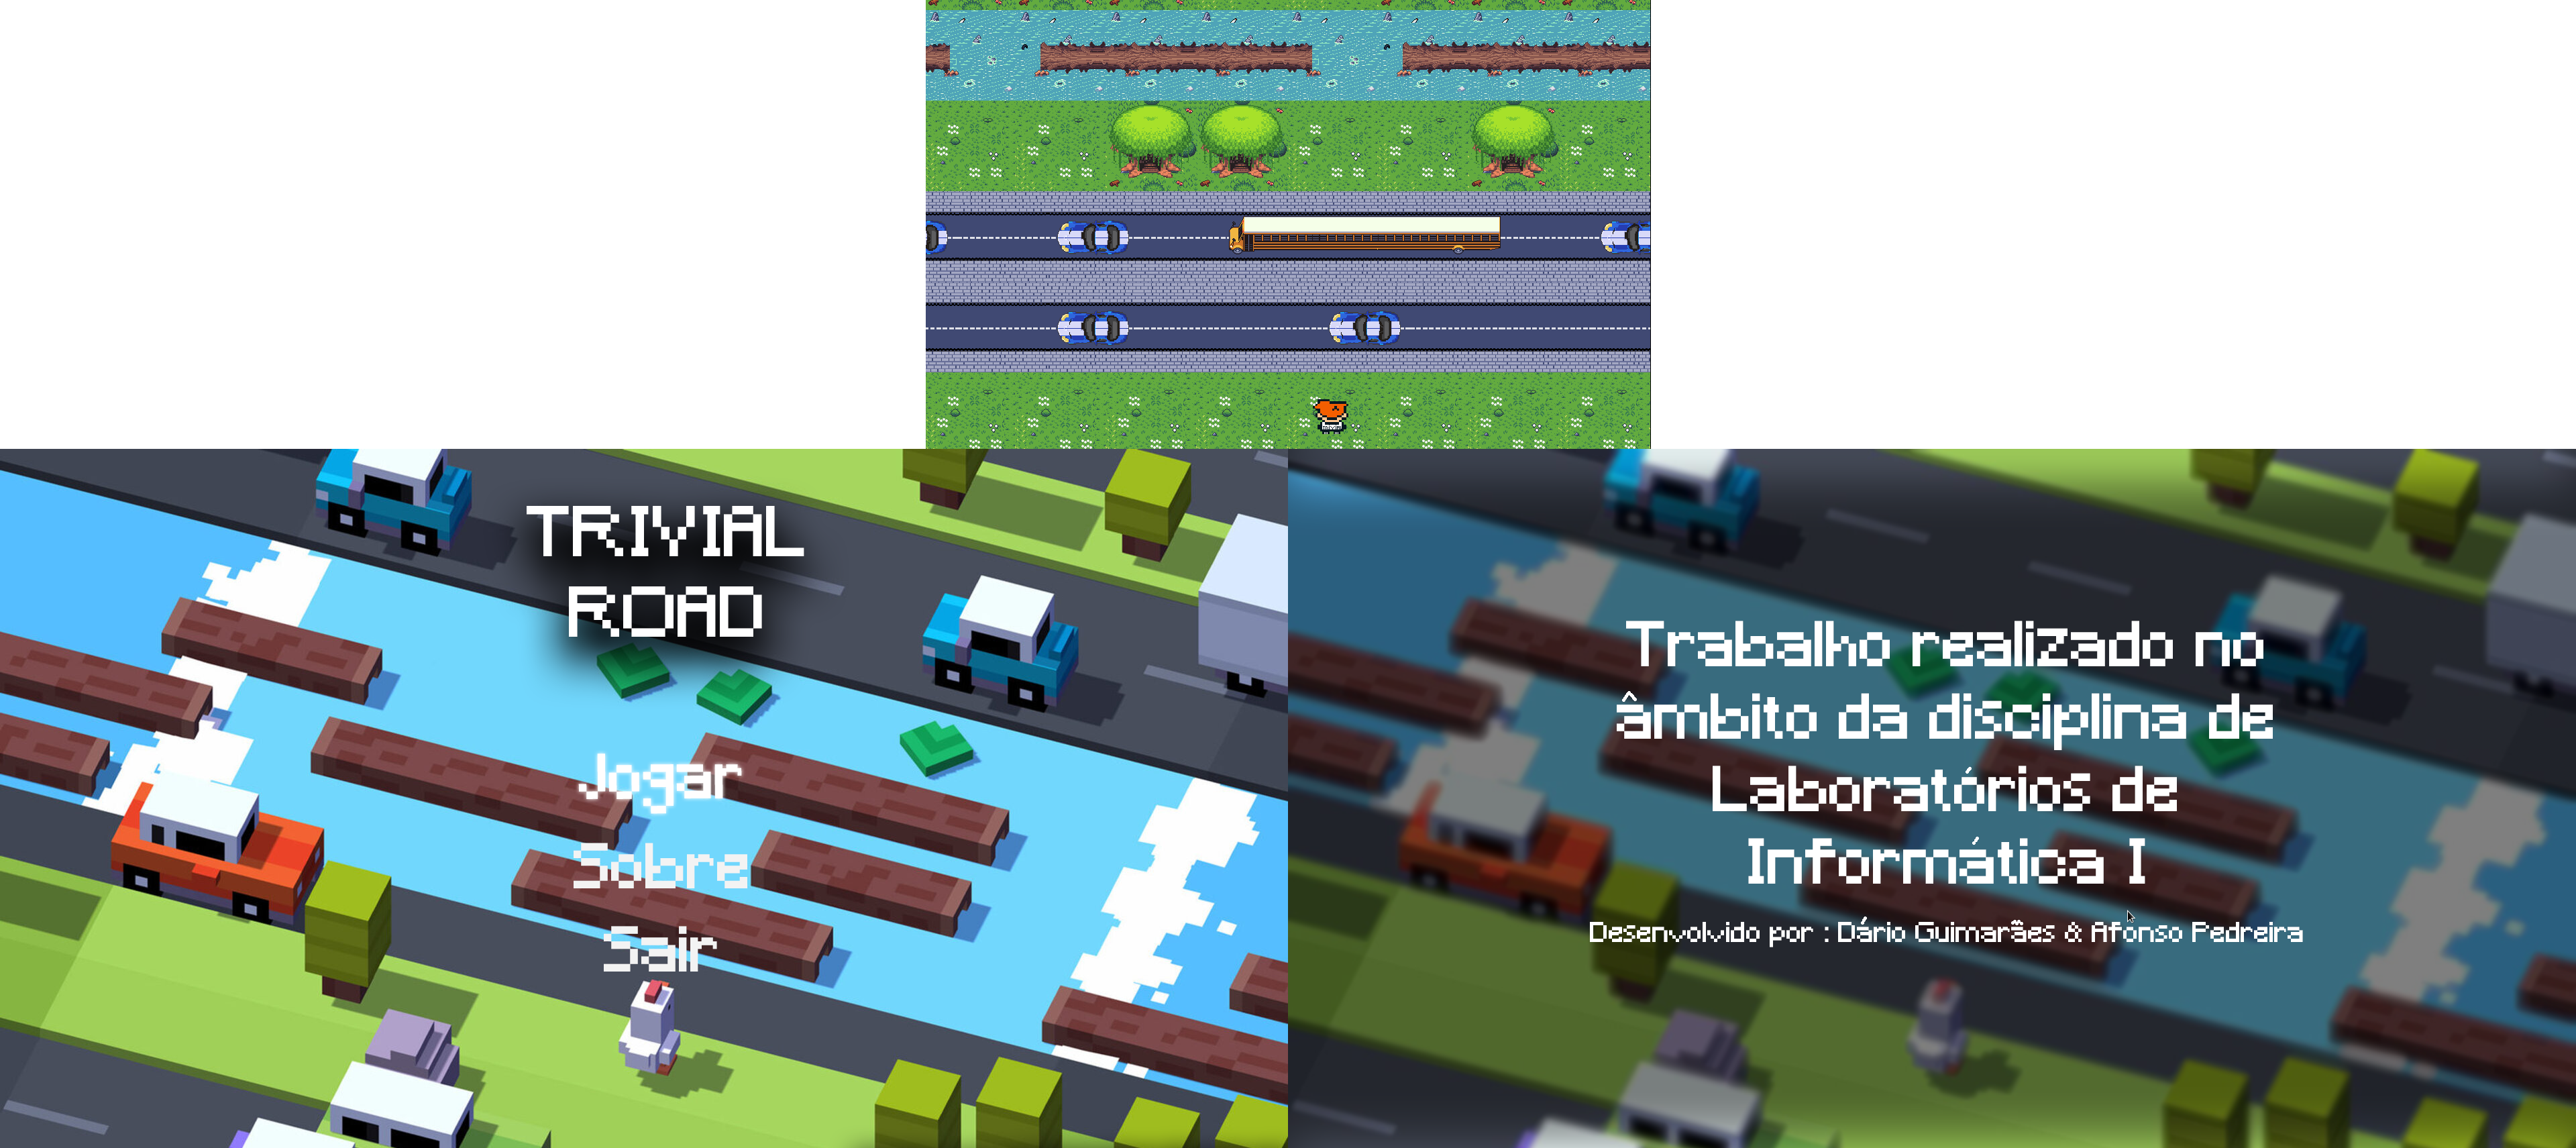 TRIVIAL
ROAD
Jogar
Sobre
Sair
Trabalho realizado no
âmbito da disciplina de
Laboratórios de
Informática I
Desenvolvido por : Dário Guimarães & Afonso Pedreira